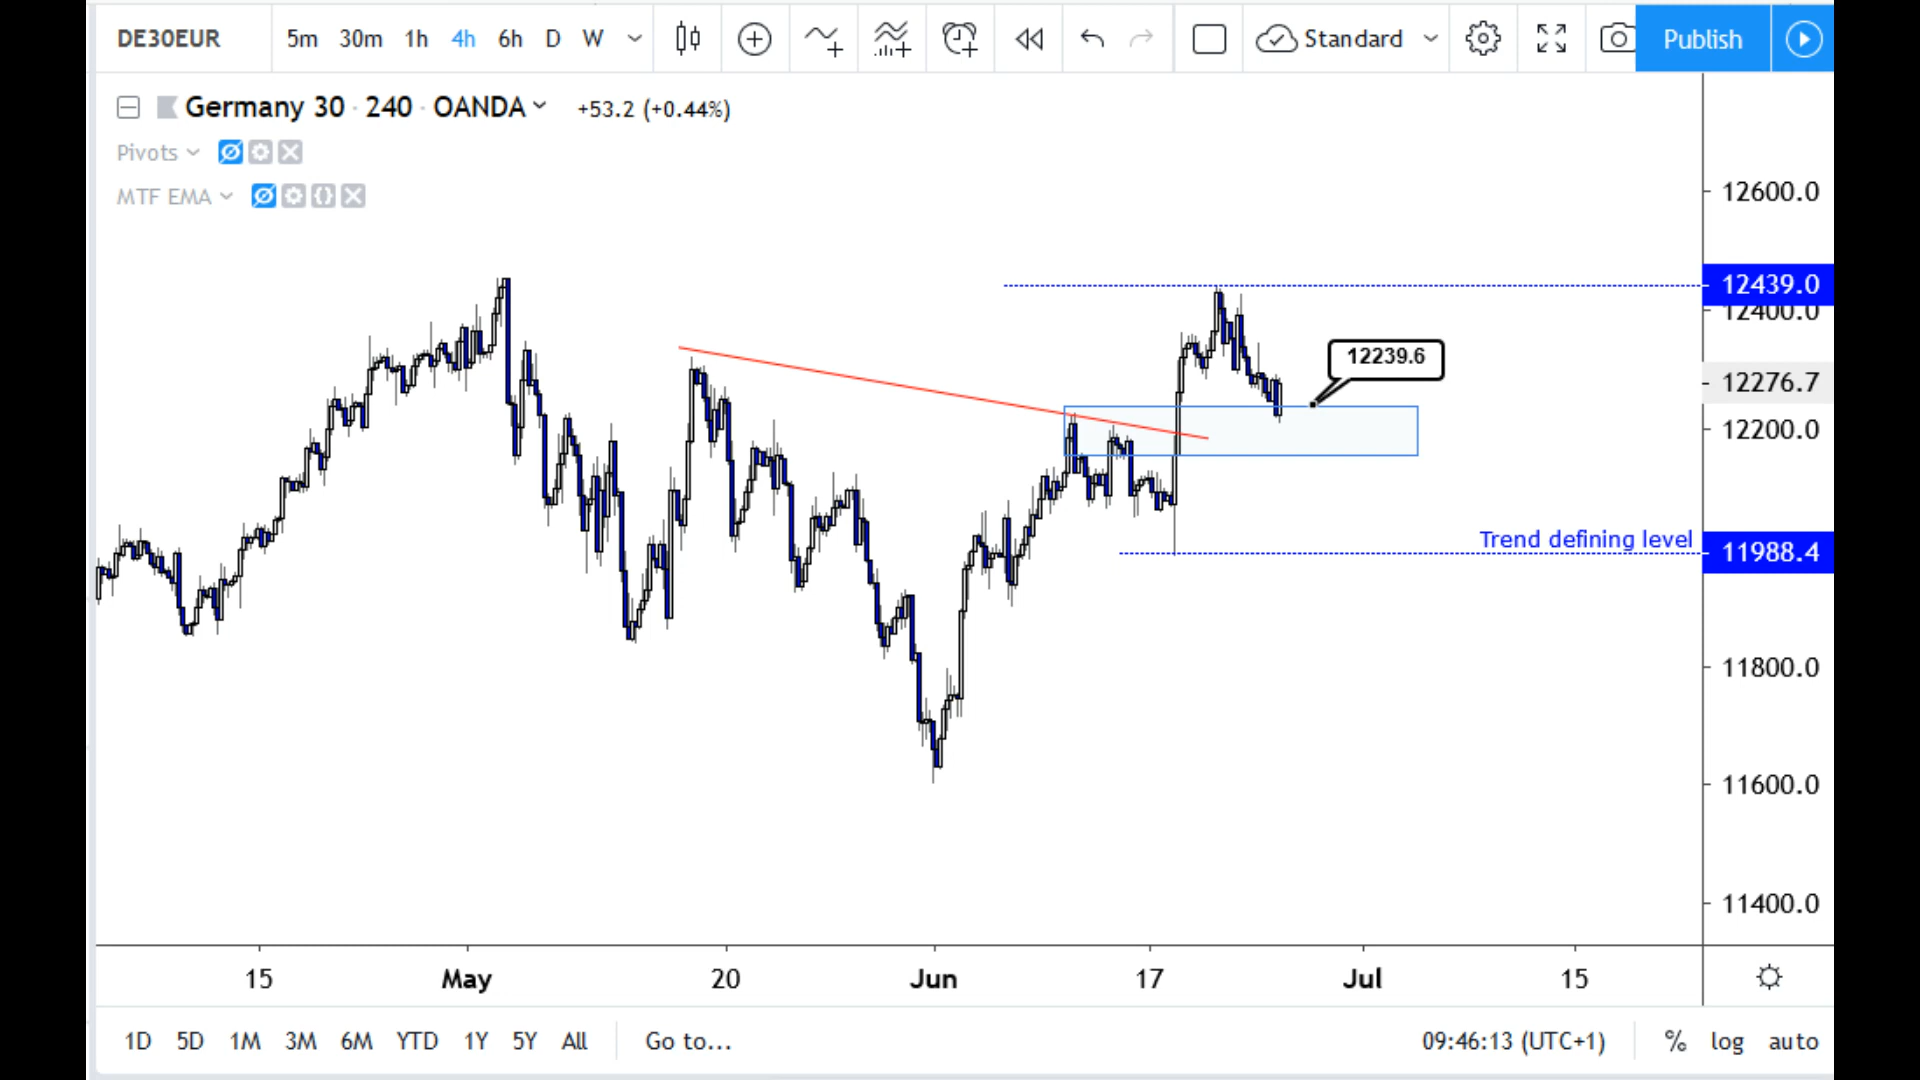 DE30EUR 5m 30m 1h 4h 6h D W Standard Publish
Germany 30 · 240 · OANDA +53.2 (+0.44%)
Pivots
MTF EMA
12600.0
12439.0
12400.0
12239.6
12276.7
12200.0
Trend defining level
11988.4
11800.0
11600.0
11400.0
15 May 20 Jun 17 Jul 15
1D 5D 1M 3M 6M YTD 1Y 5Y All Go to... 09:46:13 (UTC+1) % log auto